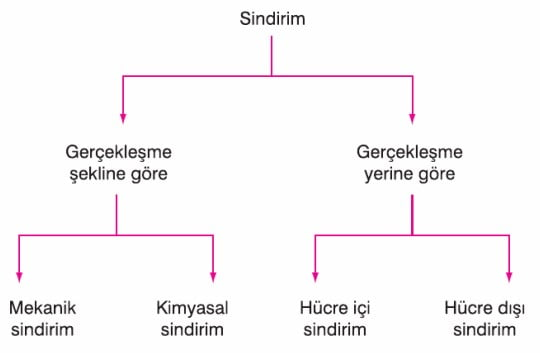 Sindirim
Gerçekleşme
şekline göre
Gerçekleşme
yerine göre
Mekanik
sindirim
Kimyasal
sindirim
Hücre içi
sindirim
Hücre dışı
sindirim